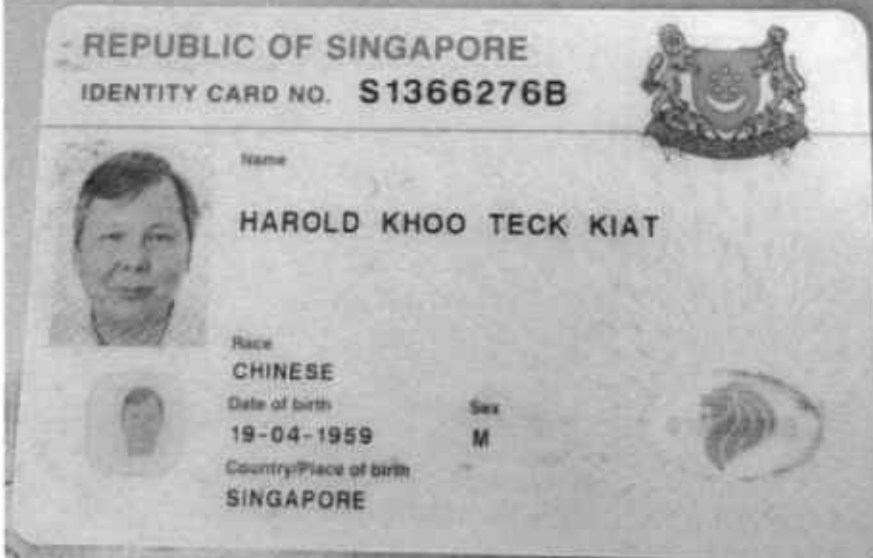 REPUBLIC OF SINGAPORE
IDENTITY CARD NO. S1366276B
Name
HAROLD KHOO TECK KIAT
Race
CHINESE
Date of birth Sex
19-04-1959 M
Country/Place of birth
SINGAPORE